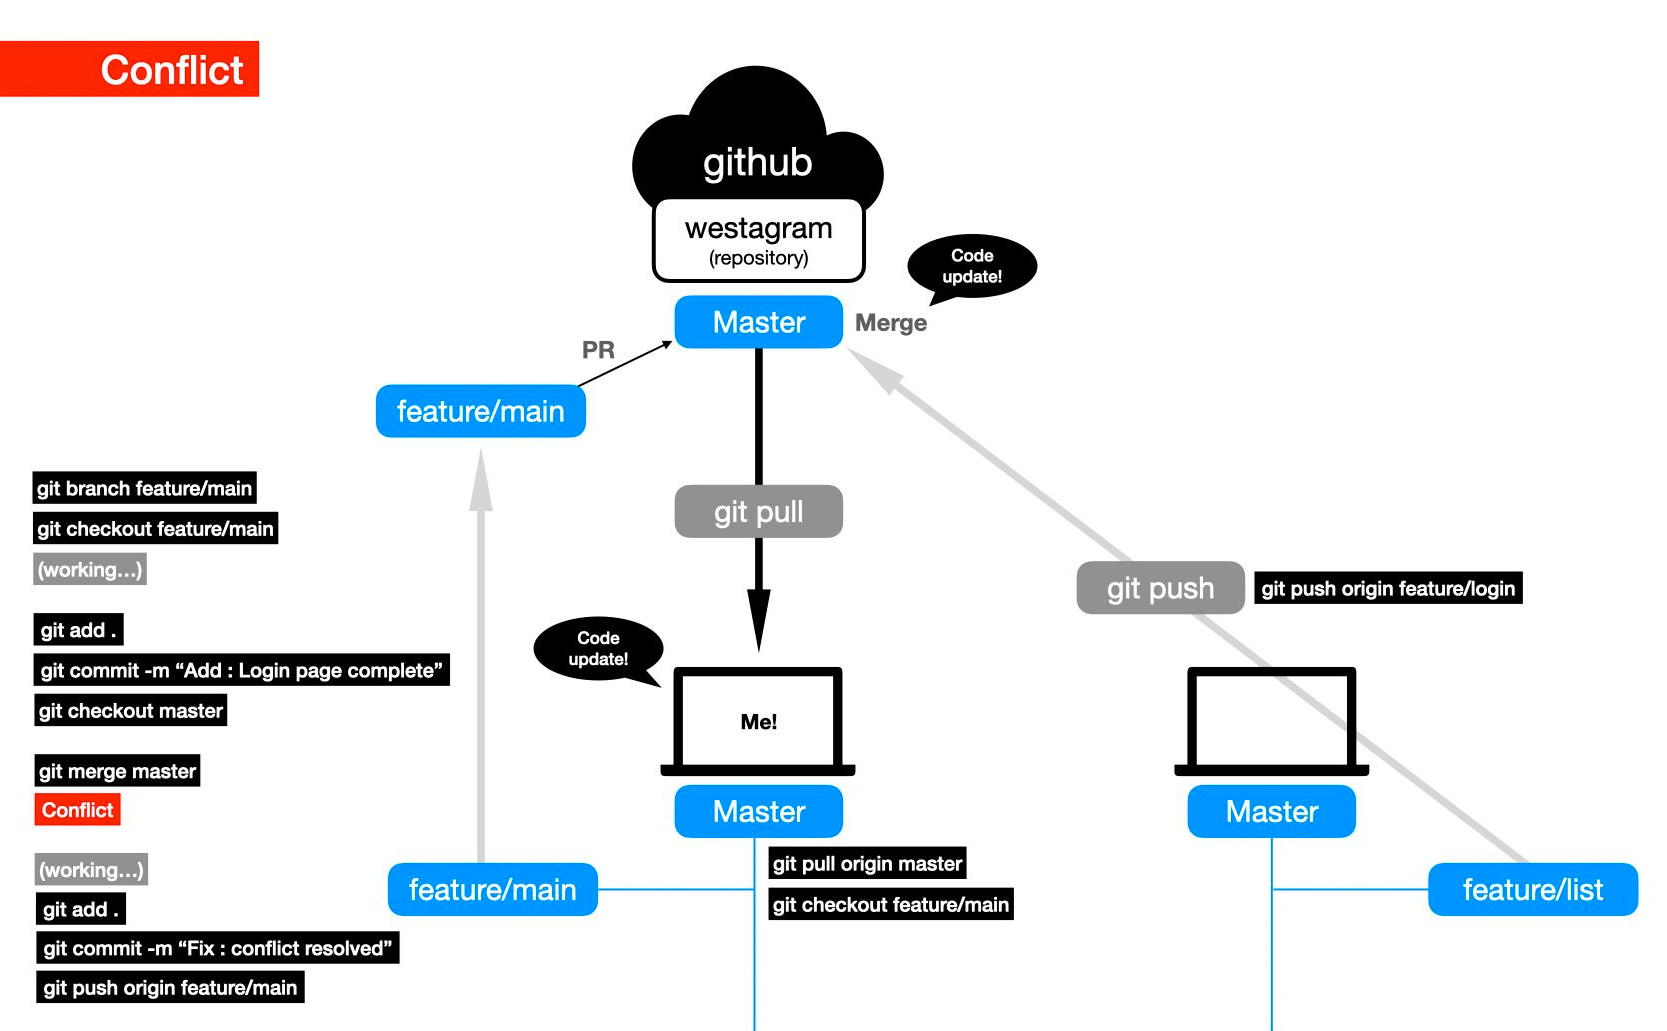 Conflict
github
westagram
(repository)
Code
update!
Master
Merge
PR
feature/main
git branch feature/main
git checkout feature/main
(working...)
git pull
git push
git push origin feature/login
git add .
git commit -m “Add : Login page complete”
git checkout master
Code
update!
Me!
git merge master
Conflict
Master
Master
(working...)
git add .
git commit -m “Fix : conflict resolved”
git push origin feature/main
feature/main
git pull origin master
git checkout feature/main
feature/list